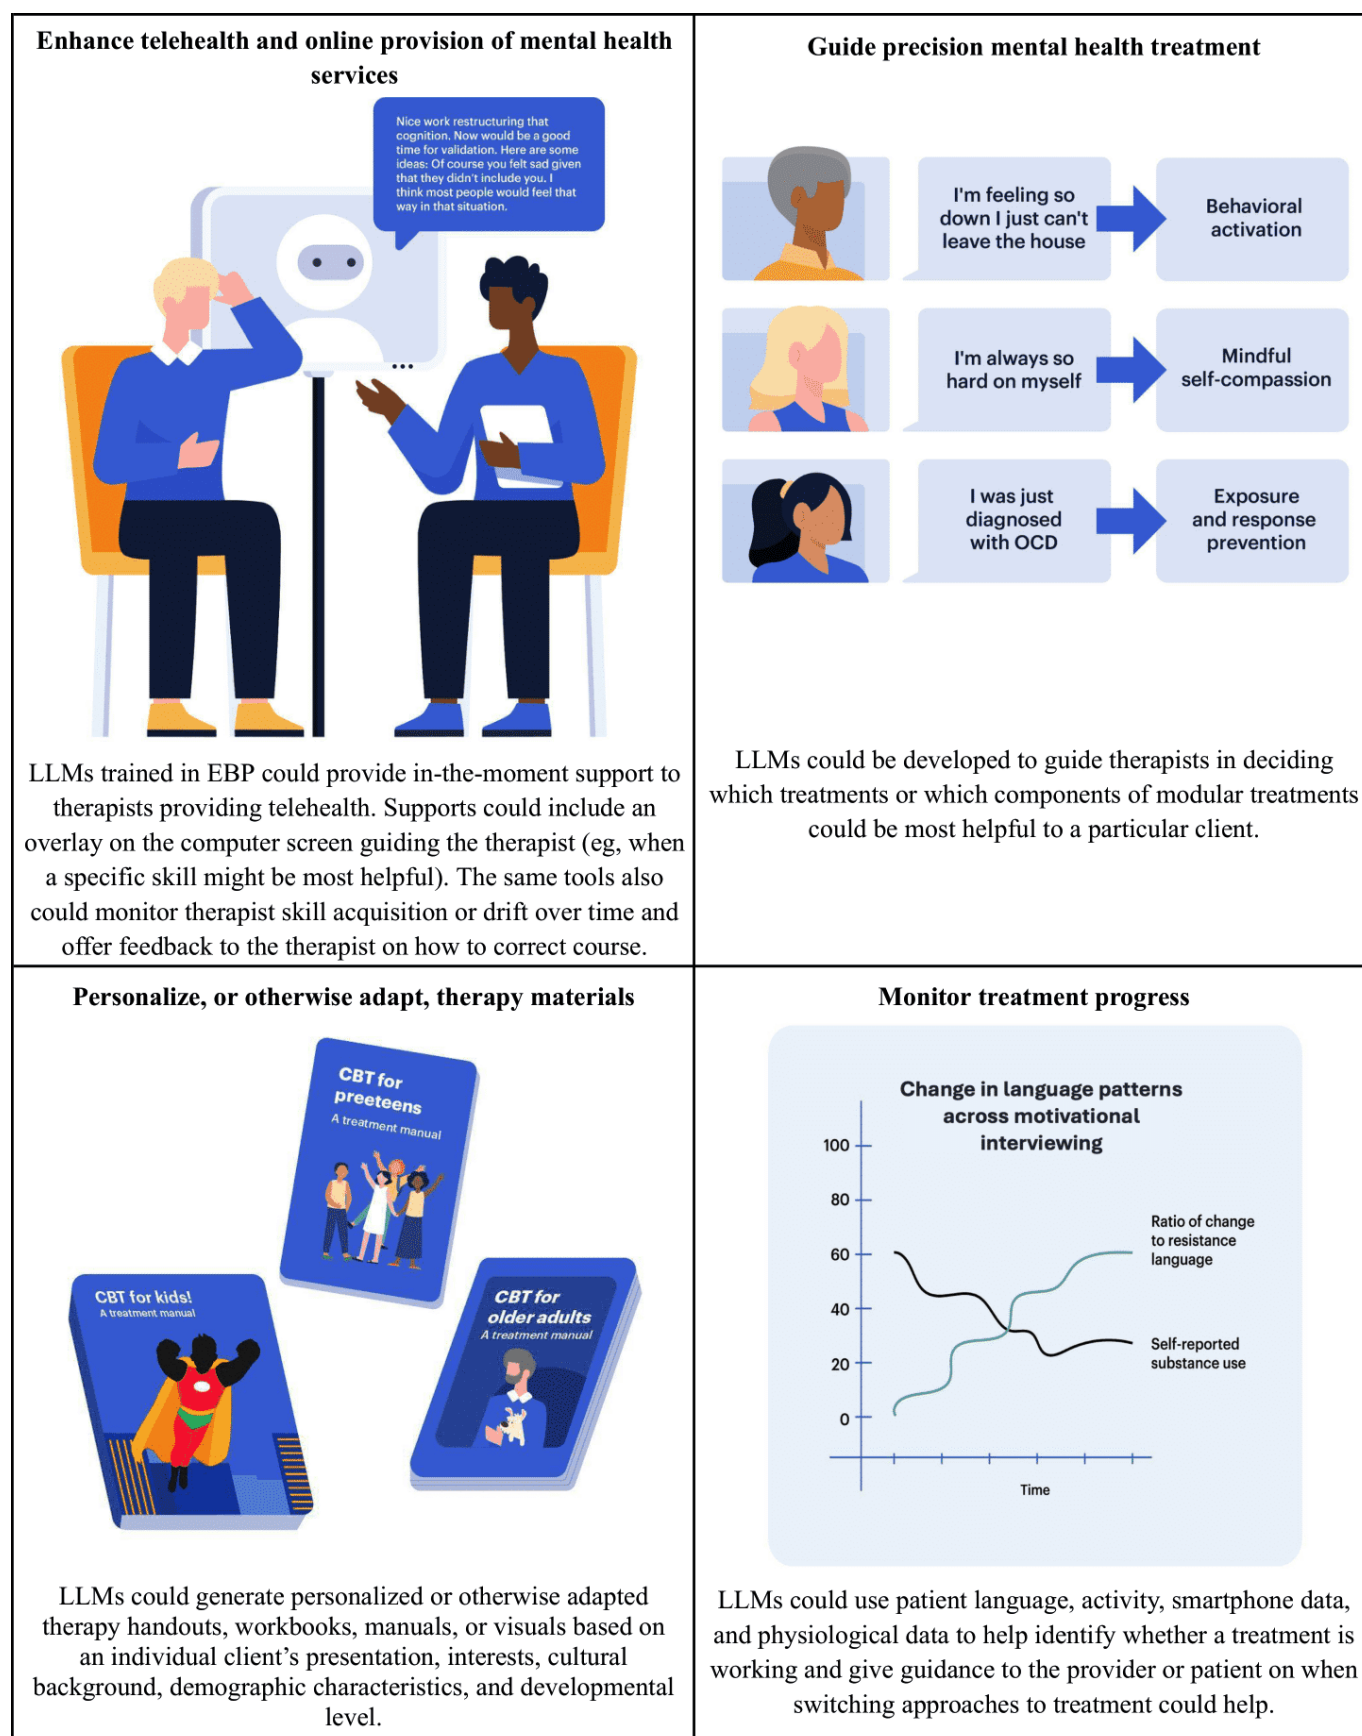 Enhance telehealth and online provision of mental health
services
Nice work restructuring that
cognition. Now would be a good
time for validation. Here are some
ideas: Of course you felt sad given
that they didn't include you. I
think most people would feel that
way in that situation.
LLMs trained in EBP could provide in-the-moment support to
therapists providing telehealth. Supports could include an
overlay on the computer screen guiding the therapist (eg, when
a specific skill might be most helpful). The same tools also
could monitor therapist skill acquisition or drift over time and
offer feedback to the therapist on how to correct course.
Guide precision mental health treatment
I'm feeling so
down I just can't
leave the house
Behavioral
activation
I'm always so
hard on myself
Mindful
self-compassion
I was just
diagnosed
with OCD
Exposure
and response
prevention
LLMs could be developed to guide therapists in deciding
which treatments or which components of modular treatments
could be most helpful to a particular client.
Personalize, or otherwise adapt, therapy materials
CBT for
preeteens
A treatment manual
CBT for kids!
A treatment manual
CBT for
older adults
A treatment manual
LLMs could generate personalized or otherwise adapted
therapy handouts, workbooks, manuals, or visuals based on
an individual client’s presentation, interests, cultural
background, demographic characteristics, and developmental
level.
Monitor treatment progress
Change in language patterns
across motivational
interviewing
100
80
60
40
20
0
Ratio of change
to resistance
language
Self-reported
substance use
Time
LLMs could use patient language, activity, smartphone data,
and physiological data to help identify whether a treatment is
working and give guidance to the provider or patient on when
switching approaches to treatment could help.